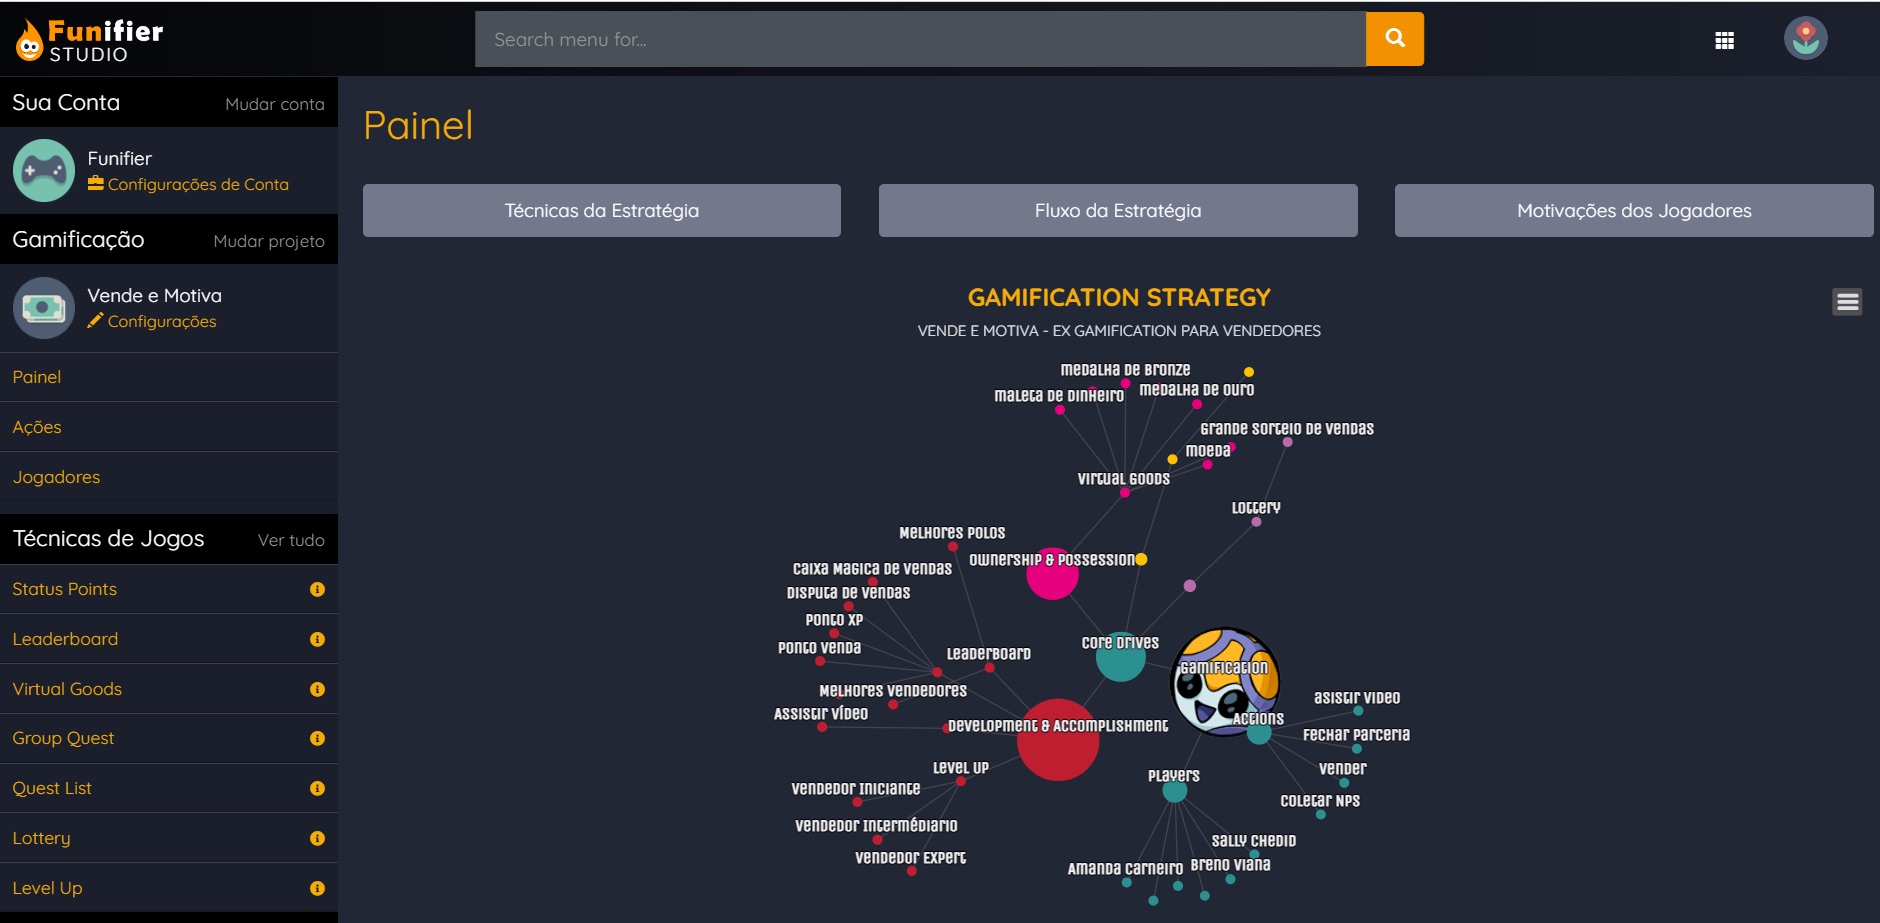 Funifier
STUDIO
Search menu for...
Sua Conta
Mudar conta
Funifier
Configurações de Conta
Gamificação
Mudar projeto
Vende e Motiva
Configurações
Painel
Ações
Jogadores
Técnicas de Jogos
Ver tudo
Status Points
Leaderboard
Virtual Goods
Group Quest
Quest List
Lottery
Level Up
Painel
Técnicas da Estratégia
Fluxo da Estratégia
Motivações dos Jogadores
GAMIFICATION STRATEGY
VENDE E MOTIVA - EX GAMIFICATION PARA VENDEDORES
Medalha de Bronze
Maleta de Dinheiro
Medalha de Ouro
Grande Sorteio de Vendas
Moeda
Virtual Goods
Lottery
Melhores Polos
Ownership & Possession
Caixa Magica de Vendas
Disputa de Vendas
Ponto XP
Ponto Venda
Leaderboard
Core Drives
Gamification
Melhores Vendedores
Assistir Vídeo
Development & Accomplishment
Actions
Asistir Video
Fechar Parceria
Vender
Coletar NPS
Level Up
Players
Vendedor Iniciante
Vendedor Intermédiario
Vendedor Expert
Sally Chedid
Amanda Carneiro
Breno Viana